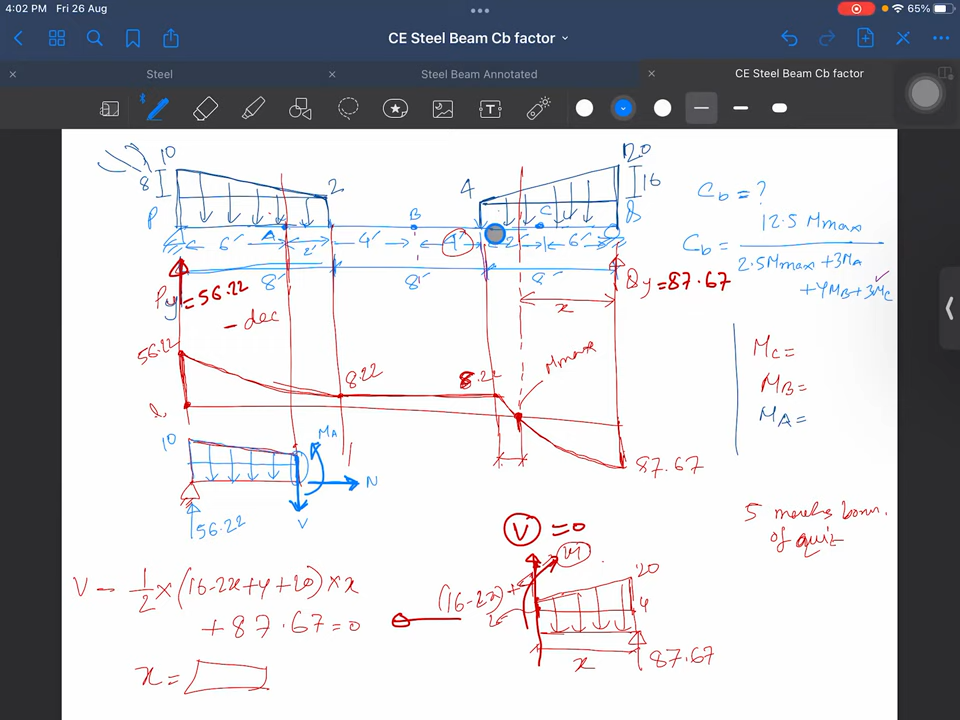 4:02 PM Fri 26 Aug
65%
CE Steel Beam Cb factor
Steel
Steel Beam Annotated
CE Steel Beam Cb factor
10
8
2
4
20
16
P
A
B
C
6'
2'
4'
4'
2'
6'
8'
8'
8'
Cb = ?
Cb = 12.5 Mmax
2.5 Mmax + 3MA
+ 4MB + 3MC
Py = 56.22
Qy = 87.67
- dec
x
56.22
8.22
8.22
Mmax
87.67
MC =
MB =
MA =
10
MA
N
V
56.22
5 marks bonus.
of quiz
V = 0
V - 1/2 × (16-2x+4+20) × x
+ 87.67 = 0
x =
(16-2x)+
M
20
4
x
87.67